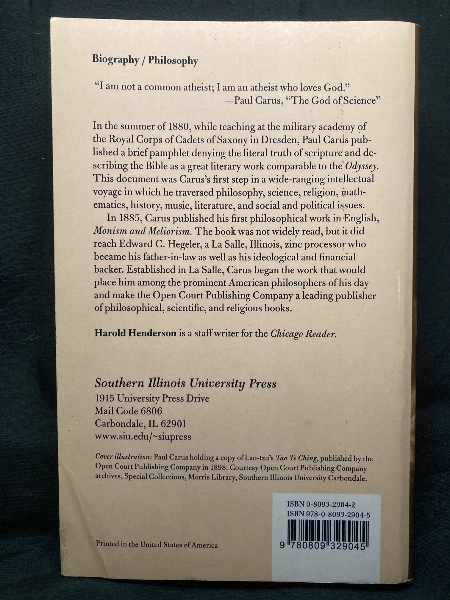 Biography / Philosophy
“I am not a common atheist; I am an atheist who loves God.”
—Paul Carus, “The God of Science”
In the summer of 1880, while teaching at the military academy of
the Royal Corps of Cadets of Saxony in Dresden, Paul Carus pub-
lished a brief pamphlet denying the literal truth of scripture and de-
scribing the Bible as a great literary work comparable to the Odyssey.
This document was Carus’s first step in a wide-ranging intellectual
voyage in which he traversed philosophy, science, religion, math-
ematics, history, music, literature, and social and political issues.
In 1885, Carus published his first philosophical work in English,
Monism and Meliorism. The book was not widely read, but it did
reach Edward C. Hegeler, a La Salle, Illinois, zinc processor who
became his father-in-law as well as his ideological and financial
backer. Established in La Salle, Carus began the work that would
place him among the prominent American philosophers of his day
and make the Open Court Publishing Company a leading publisher
of philosophical, scientific, and religious books.
Harold Henderson is a staff writer for the Chicago Reader.
Southern Illinois University Press
1915 University Press Drive
Mail Code 6806
Carbondale, IL 62901
www.siu.edu/~siupress
Cover illustration: Paul Carus holding a copy of Lao-tzu’s Tao Te Ching, published by the
Open Court Publishing Company in 1898. Courtesy Open Court Publishing Company
archives, Special Collections, Morris Library, Southern Illinois University Carbondale.
ISBN 0-8093-2904-2
ISBN 978-0-8093-2904-5
9 780809 329045
Printed in the United States of America